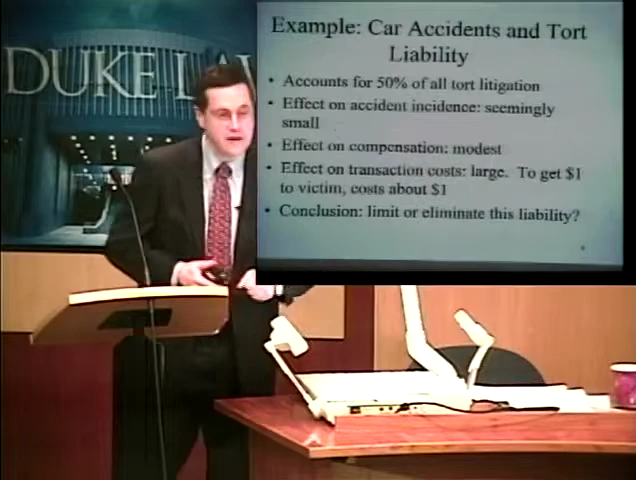 DUKE LA
Example: Car Accidents and Tort
Liability
• Accounts for 50% of all tort litigation
• Effect on accident incidence: seemingly
small
• Effect on compensation: modest
• Effect on transaction costs: large. To get $1
to victim, costs about $1
• Conclusion: limit or eliminate this liability?